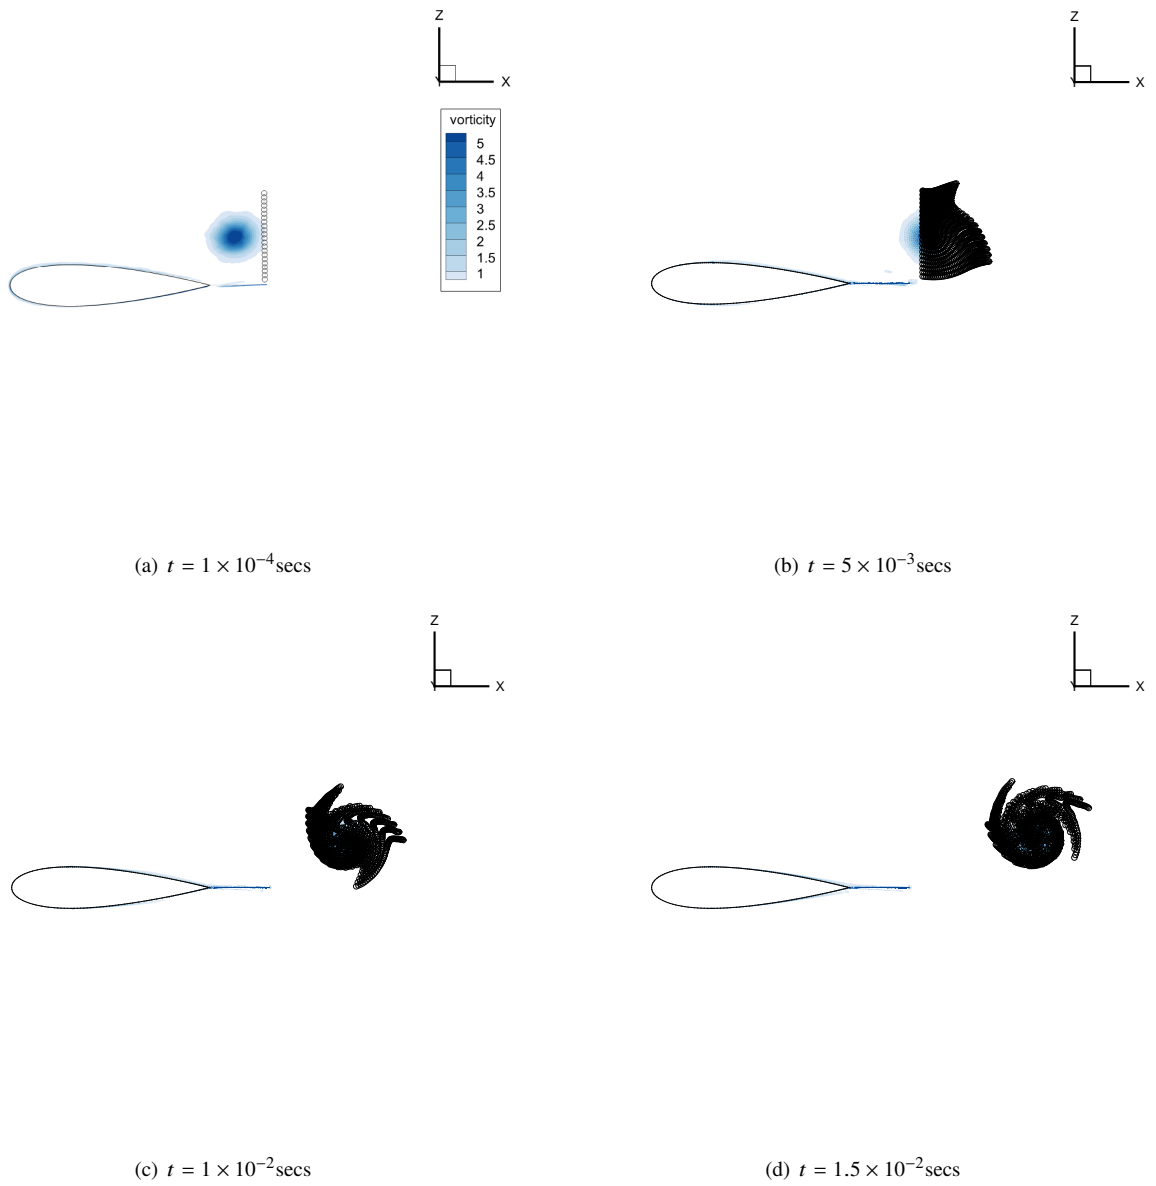 Z
X
vorticity
5
4.5
4
3.5
3
2.5
2
1.5
1
Z
X
(a) t = 1 × 10⁻⁴secs
(b) t = 5 × 10⁻³secs
Z
X
Z
X
(c) t = 1 × 10⁻²secs
(d) t = 1.5 × 10⁻²secs